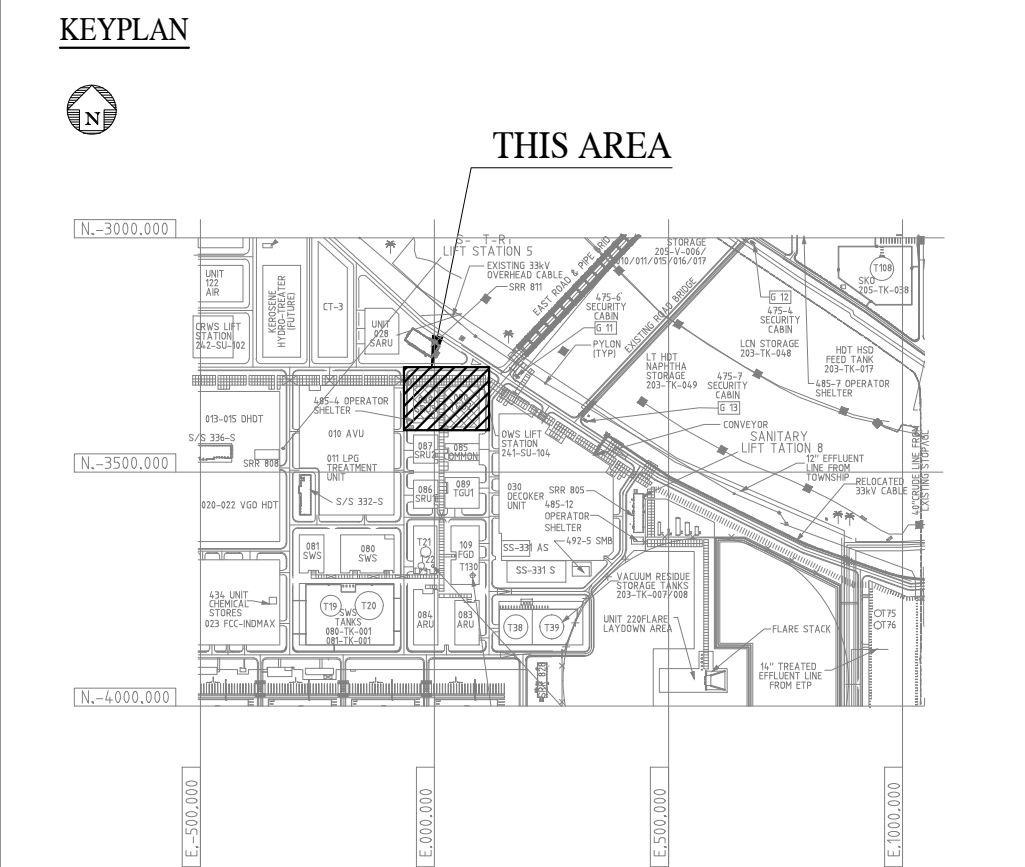 KEYPLAN
N
THIS AREA
N.-3000.000
LIFT STATION 5
EXISTING 33kV
OVERHEAD CABLE
SRR 811
EAST ROAD & PIPE BRID
STORAGE
205-V-006/
010/011/015/016/017
UNIT
122
AIR
KEROSENE
HYDRO-TREATER
(FUTURE)
CT-3
UNIT
028
SARU
CRWS LIFT
STATION
242-SU-102
475-6
SECURITY
CABIN
G 11
PYLON
(TYP)
EXISTING ROAD BRIDGE
G 12
475-4
SECURITY
CABIN
SKO
205-TK-038
T108
LCN STORAGE
203-TK-048
HDT HSD
FEED TANK
203-TK-017
LT HDT
NAPHTHA
STORAGE
203-TK-049
475-7
SECURITY
CABIN
G 13
485-7 OPERATOR
SHELTER
485-4 OPERATOR
SHELTER
013-015 DHDT
010 AVU
S/S 336-S
SRR 808
011 LPG
TREATMENT
UNIT
087
SRU2
085
COMMON
OWS LIFT
STATION
241-SU-104
CONVEYOR
SANITARY
LIFT TATION 8
12" EFFLUENT
LINE FROM
TOWNSHIP
RELOCATED
33kV CABLE
40"CRUDE LINE FROM
N.-3500.000
020-022 VGO HDT
S/S 332-S
086
SRU1
089
TGU1
030
DECOKER
UNIT
SRR 805
485-12
OPERATOR
SHELTER
492-5 SMB
081
SWS
080
SWS
T21
T22
109
FGD
T130
SS-331 AS
SS-331 S
VACUUM RESIDUE
STORAGE TANKS
203-TK-007/008
434 UNIT
CHEMICAL
STORES
023 FCC-INDMAX
T19
T20
SWS
TANKS
080-TK-001
081-TK-001
084
ARU
083
ARU
T38
T39
UNIT 220FLARE
LAYDOWN AREA
FLARE STACK
OT75
OT76
14" TREATED
EFFLUENT LINE
FROM ETP
SRR 828
N.-4000.000
E.-500.000
E.000.000
E.500.000
E.1000.000